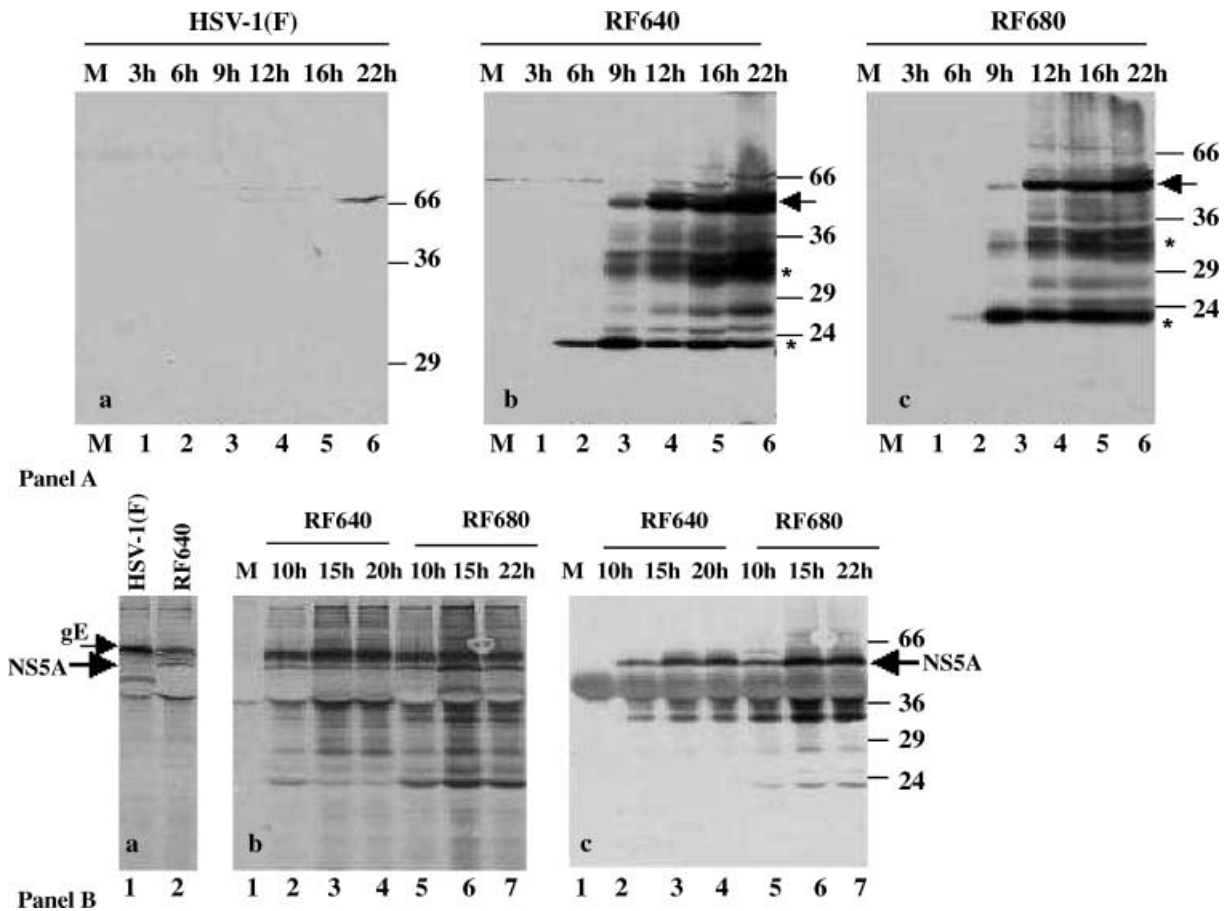 HSV-1(F) RF640 RF680
M 3h 6h 9h 12h 16h 22h M 3h 6h 9h 12h 16h 22h M 3h 6h 9h 12h 16h 22h
66
36
29
a
66
36
*
29
24
*
b
66
36
*
29
24
*
c
M 1 2 3 4 5 6 M 1 2 3 4 5 6 M 1 2 3 4 5 6
Panel A
HSV-1(F)
RF640
RF640 RF680
M 10h 15h 20h 10h 15h 22h
RF640 RF680
M 10h 15h 20h 10h 15h 22h
gE
NS5A
66
NS5A
36
29
24
a b c
1 2 1 2 3 4 5 6 7 1 2 3 4 5 6 7
Panel B